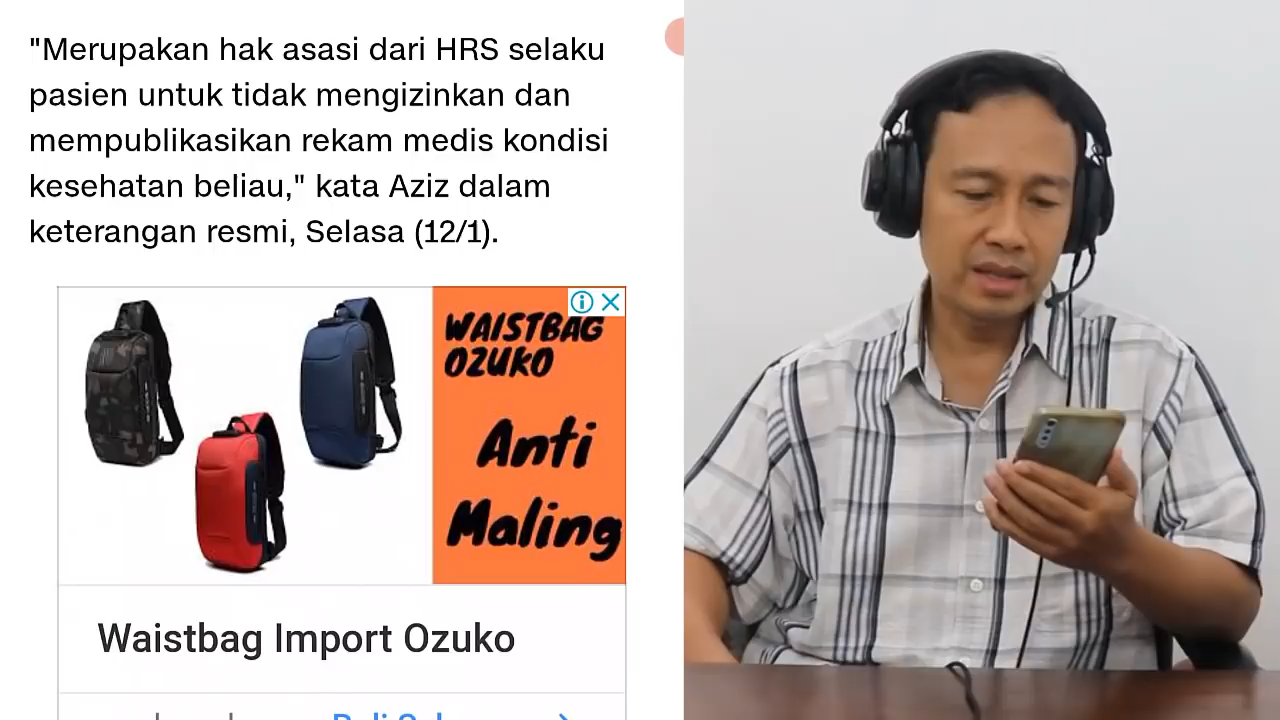 "Merupakan hak asasi dari HRS selaku
pasien untuk tidak mengizinkan dan
mempublikasikan rekam medis kondisi
kesehatan beliau," kata Aziz dalam
keterangan resmi, Selasa (12/1).
WAISTBAG
OZUKO
Anti
Maling
Waistbag Import Ozuko